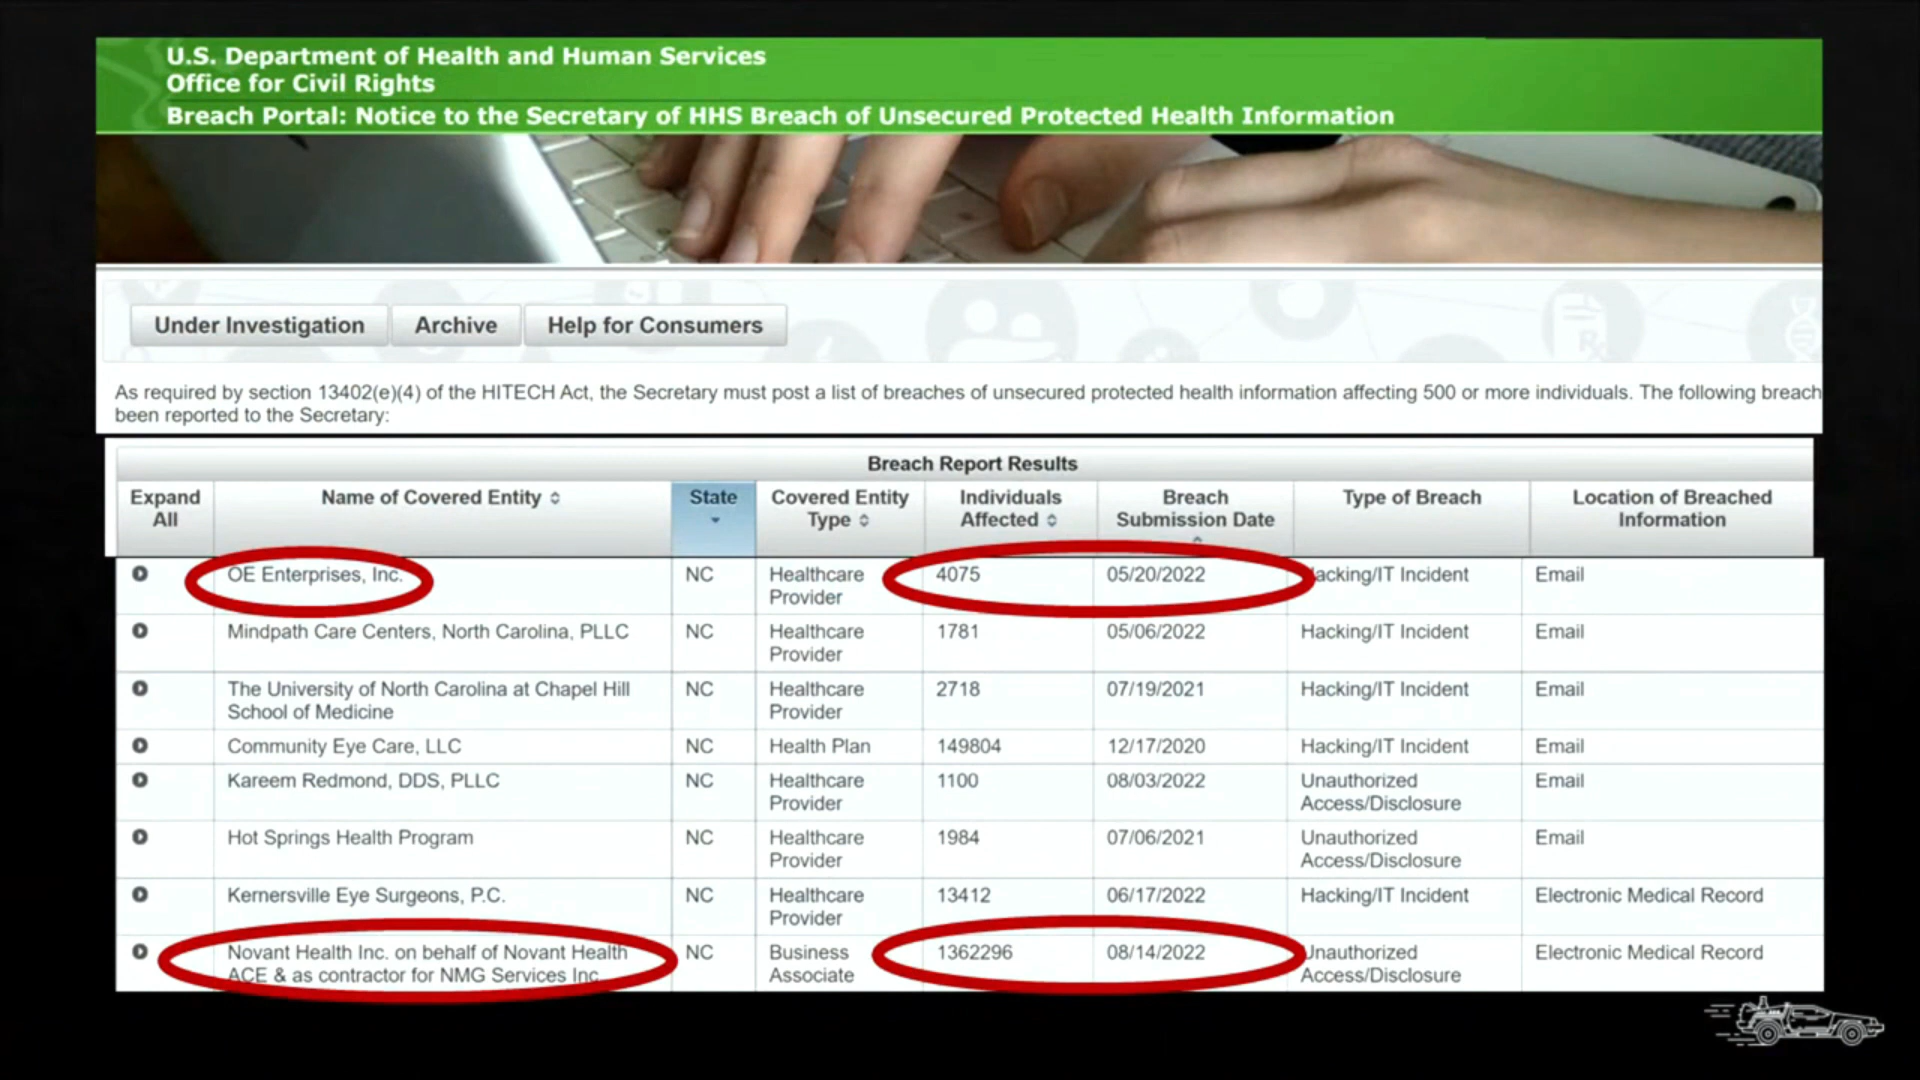 U.S. Department of Health and Human Services
Office for Civil Rights
Breach Portal: Notice to the Secretary of HHS Breach of Unsecured Protected Health Information
Under Investigation
Archive
Help for Consumers
As required by section 13402(e)(4) of the HITECH Act, the Secretary must post a list of breaches of unsecured protected health information affecting 500 or more individuals. The following breach
been reported to the Secretary:
Breach Report Results
Expand All
Name of Covered Entity
State
Covered Entity Type
Individuals Affected
Breach Submission Date
Type of Breach
Location of Breached Information
OE Enterprises, Inc. NC Healthcare Provider 4075 05/20/2022 acking/IT Incident Email
Mindpath Care Centers, North Carolina, PLLC NC Healthcare Provider 1781 05/06/2022 Hacking/IT Incident Email
The University of North Carolina at Chapel Hill School of Medicine NC Healthcare Provider 2718 07/19/2021 Hacking/IT Incident Email
Community Eye Care, LLC NC Health Plan 149804 12/17/2020 Hacking/IT Incident Email
Kareem Redmond, DDS, PLLC NC Healthcare Provider 1100 08/03/2022 Unauthorized Access/Disclosure Email
Hot Springs Health Program NC Healthcare Provider 1984 07/06/2021 Unauthorized Access/Disclosure Email
Kernersville Eye Surgeons, P.C. NC Healthcare Provider 13412 06/17/2022 Hacking/IT Incident Electronic Medical Record
Novant Health Inc. on behalf of Novant Health ACE & as contractor for NMG Services Inc. NC Business Associate 1362296 08/14/2022 Unauthorized Access/Disclosure Electronic Medical Record